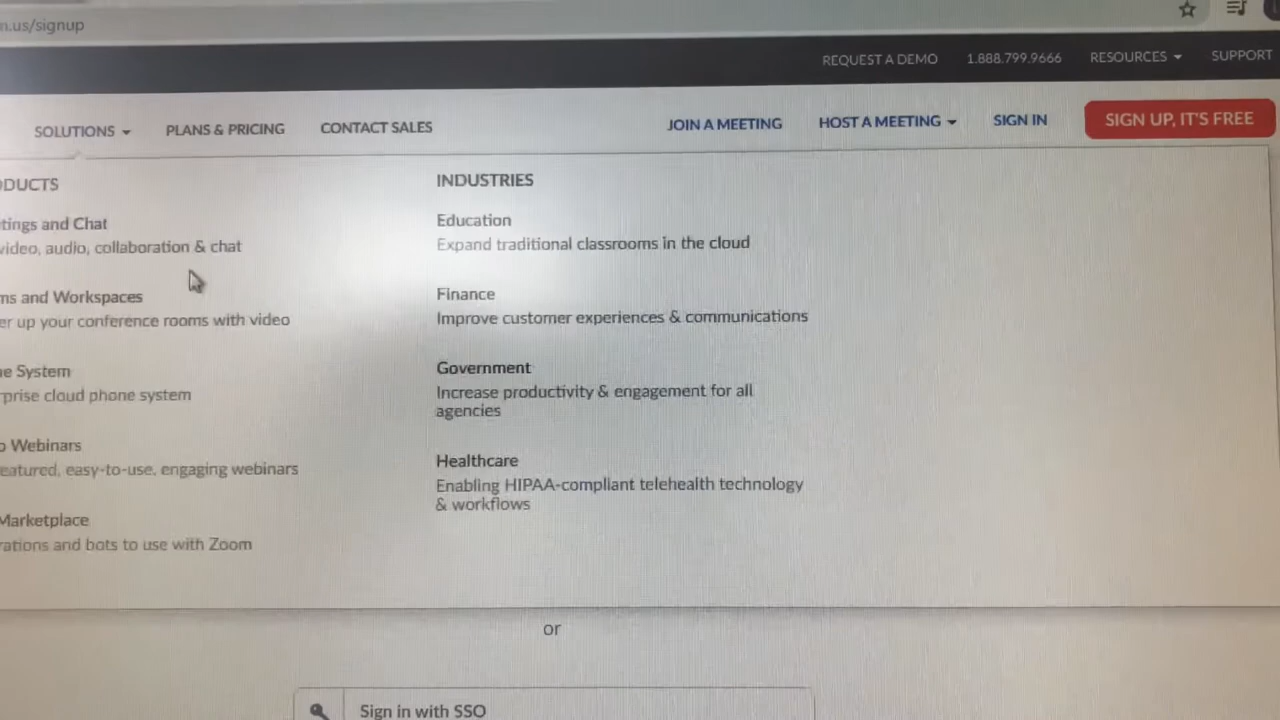 n.us/signup
REQUEST A DEMO 1.888.799.9666 RESOURCES SUPPORT
SOLUTIONS PLANS & PRICING CONTACT SALES JOIN A MEETING HOST A MEETING SIGN IN SIGN UP, IT'S FREE
DUCTS
tings and Chat
video, audio, collaboration & chat
ms and Workspaces
er up your conference rooms with video
ne System
rprise cloud phone system
o Webinars
eatured, easy-to-use, engaging webinars
Marketplace
rations and bots to use with Zoom
INDUSTRIES
Education
Expand traditional classrooms in the cloud
Finance
Improve customer experiences & communications
Government
Increase productivity & engagement for all
agencies
Healthcare
Enabling HIPAA-compliant telehealth technology
& workflows
or
Sign in with SSO